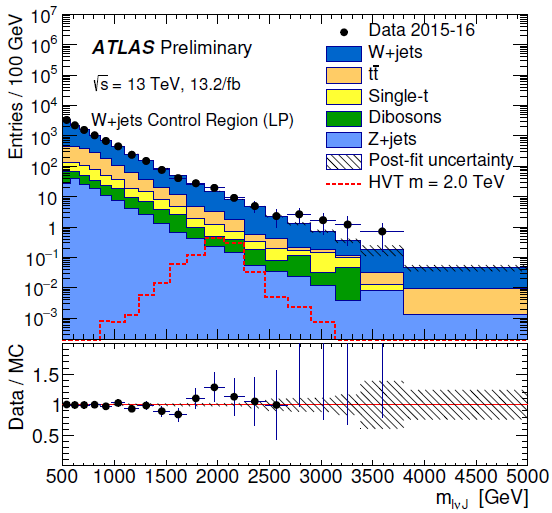 Entries / 100 GeV
10⁷
10⁶
10⁵
10⁴
10³
10²
10
1
10⁻¹
10⁻²
10⁻³
ATLAS Preliminary
√s = 13 TeV, 13.2/fb
W+jets Control Region (LP)
Data 2015-16
W+jets
tt̄
Single-t
Dibosons
Z+jets
Post-fit uncertainty
HVT m = 2.0 TeV
Data / MC
1.5
1
0.5
500 1000 1500 2000 2500 3000 3500 4000 4500 5000
m_lνJ [GeV]